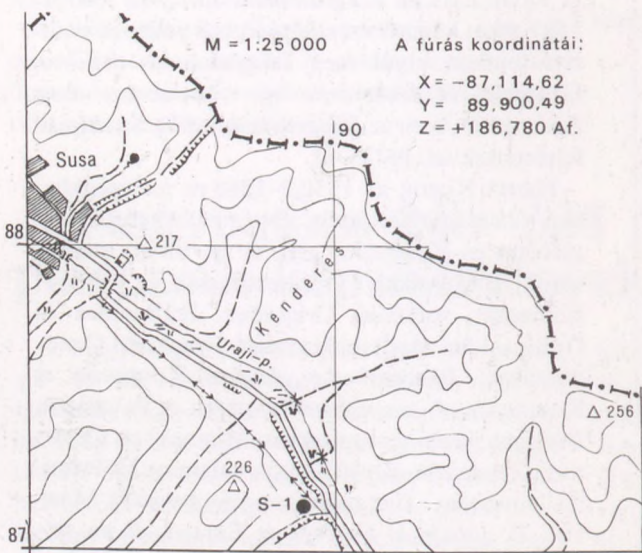 M = 1:25 000
A fúrás koordinátái:
X = -87,114,62
Y = 89,900,49
Z = +186,780 Af.
90
Susa
88
217
Kenderes
Uraji-p.
256
226
S-1
87